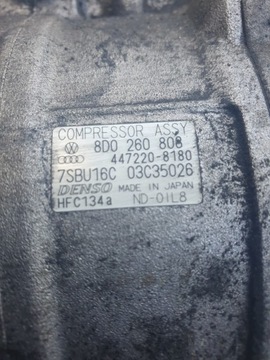 COMPRESSOR ASSY
8D0 260 808
447220-8180
7SBU16C 03C35026
DENSO MADE IN JAPAN
HFC134a ND-OIL8